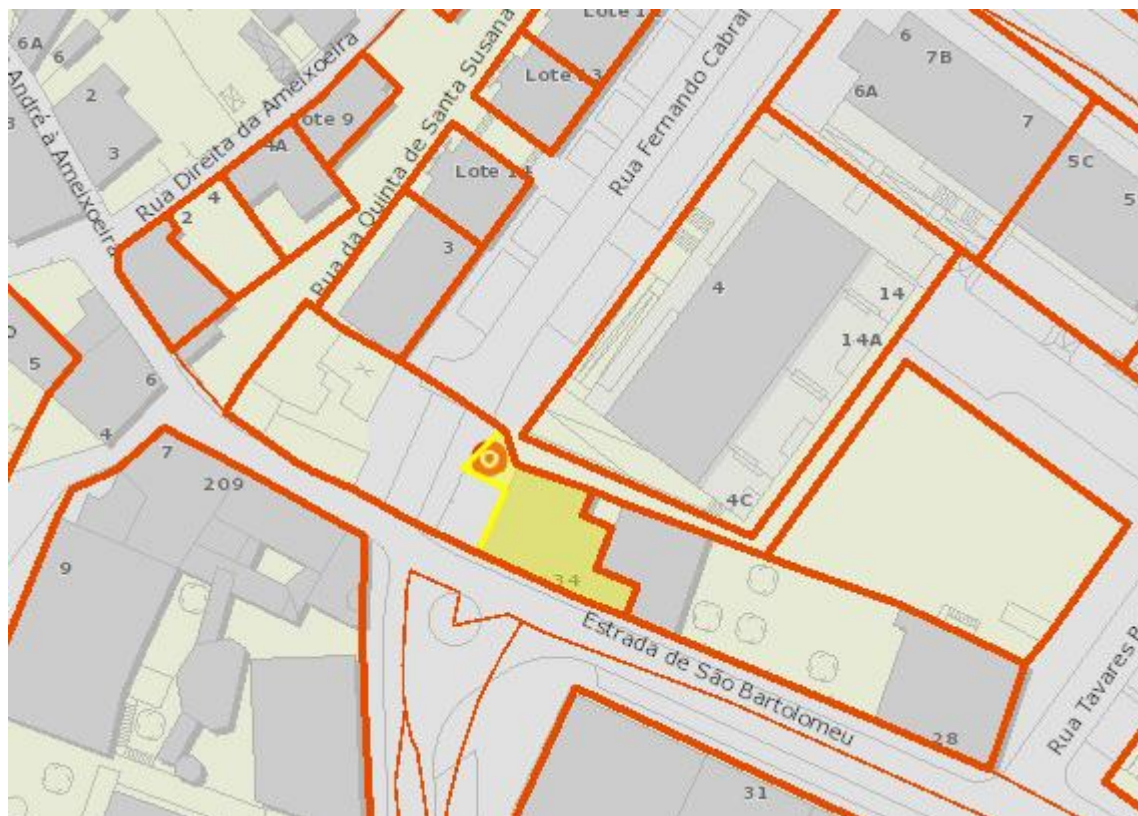 Lote 1
6
7B
6A
6
6A
2
3
7
5C
5
Lote 13
Rua Fernando Cabral
Rua da Quinta de Santa Susana
Rua Direita da Ameixoeira
André à Ameixoeira
ote 9
4A
4
2
3
4
14
14A
5
6
4
7
209
9
4C
34
Estrada de São Bartolomeu
28
31
Rua Tavares B